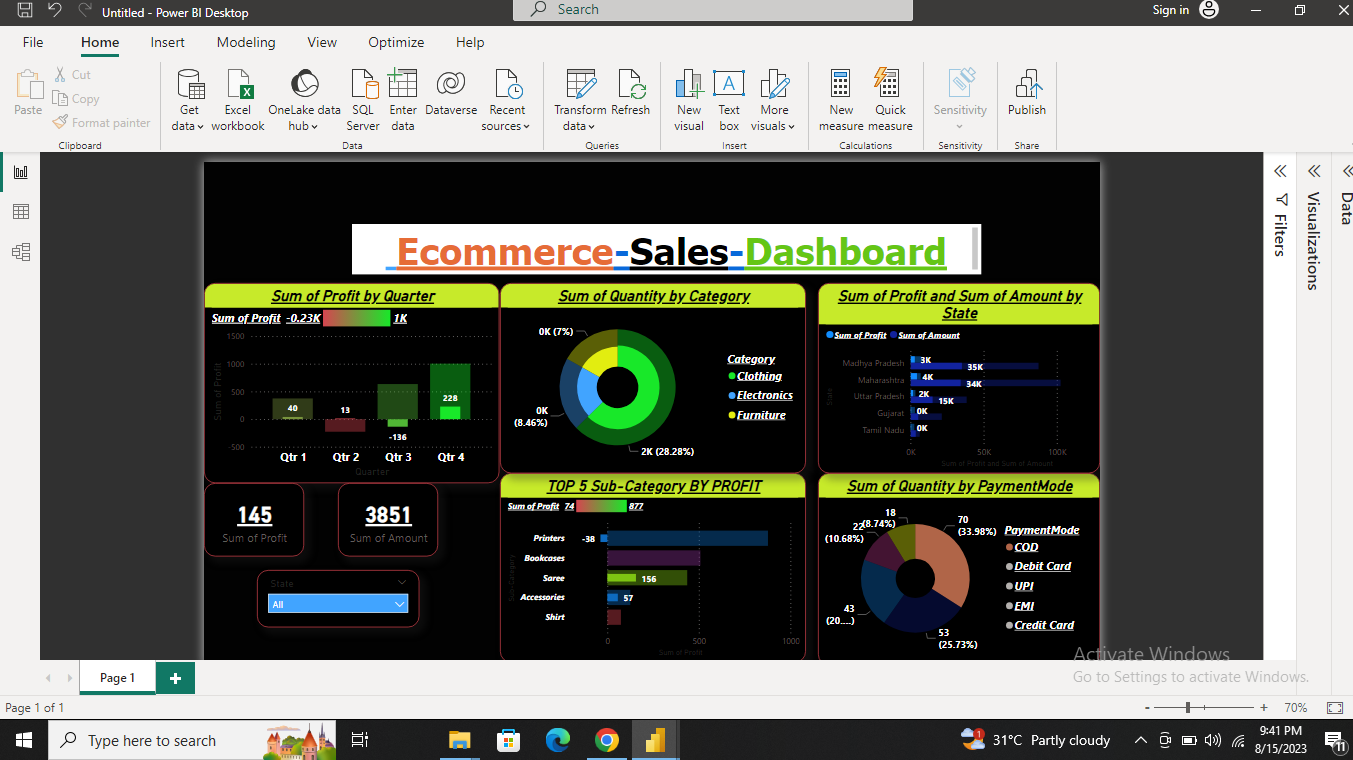 Untitled - Power BI Desktop
Search
Sign in
File Home Insert Modeling View Optimize Help
Paste
Cut
Copy
Format painter
Clipboard
Get data
Excel workbook
OneLake data hub
SQL Server
Enter data
Dataverse
Recent sources
Data
Transform data
Refresh
Queries
New visual
Text box
More visuals
Insert
New measure
Quick measure
Calculations
Sensitivity
Sensitivity
Publish
Share
Filters
Visualizations
Data
Ecommerce-Sales-Dashboard
Sum of Profit by Quarter
Sum of Profit -0.23K 1K
Sum of Profit
1500
1000
500
0
-500
40
13
-136
228
Qtr 1 Qtr 2 Qtr 3 Qtr 4
Quarter
Sum of Quantity by Category
0K (7%)
0K
(8.46%)
2K (28.28%)
Category
Clothing
Electronics
Furniture
Sum of Profit and Sum of Amount by
State
Sum of Profit Sum of Amount
State
Madhya Pradesh 3K 35K
Maharashtra 4K 34K
Uttar Pradesh 2K 15K
Gujarat 0K
Tamil Nadu 0K
0K 50K 100K
Sum of Profit and Sum of Amount
145
Sum of Profit
3851
Sum of Amount
State
All
TOP 5 Sub-Category BY PROFIT
Sum of Profit 74 877
Sub-Category
Printers -38
Bookcases
Saree 156
Accessories 57
Shirt
0 500 1000
Sum of Profit
Sum of Quantity by PaymentMode
18
(8.74%)
22
(10.68%)
70
(33.98%)
43
(20....)
53
(25.73%)
PaymentMode
COD
Debit Card
UPI
EMI
Credit Card
Activate Windows
Go to Settings to activate Windows.
Page 1
+
Page 1 of 1
- + 70%
Type here to search
1
31°C Partly cloudy
9:41 PM
8/15/2023
11